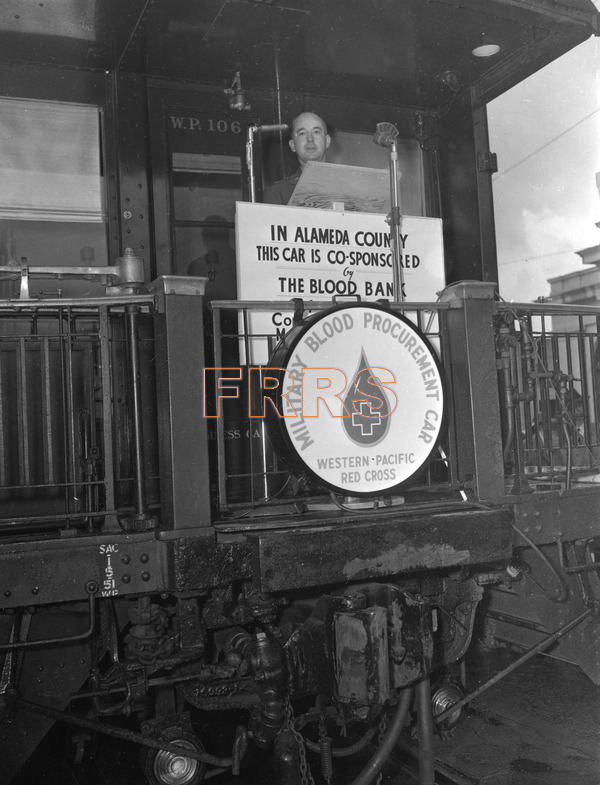 W.P. 106
IN ALAMEDA COUNTY
THIS CAR IS CO-SPONSORED
by
THE BLOOD BANK
MILITARY BLOOD PROCUREMENT CAR
WESTERN-PACIFIC
RED CROSS
FRRS
SAC
1551
W.P.